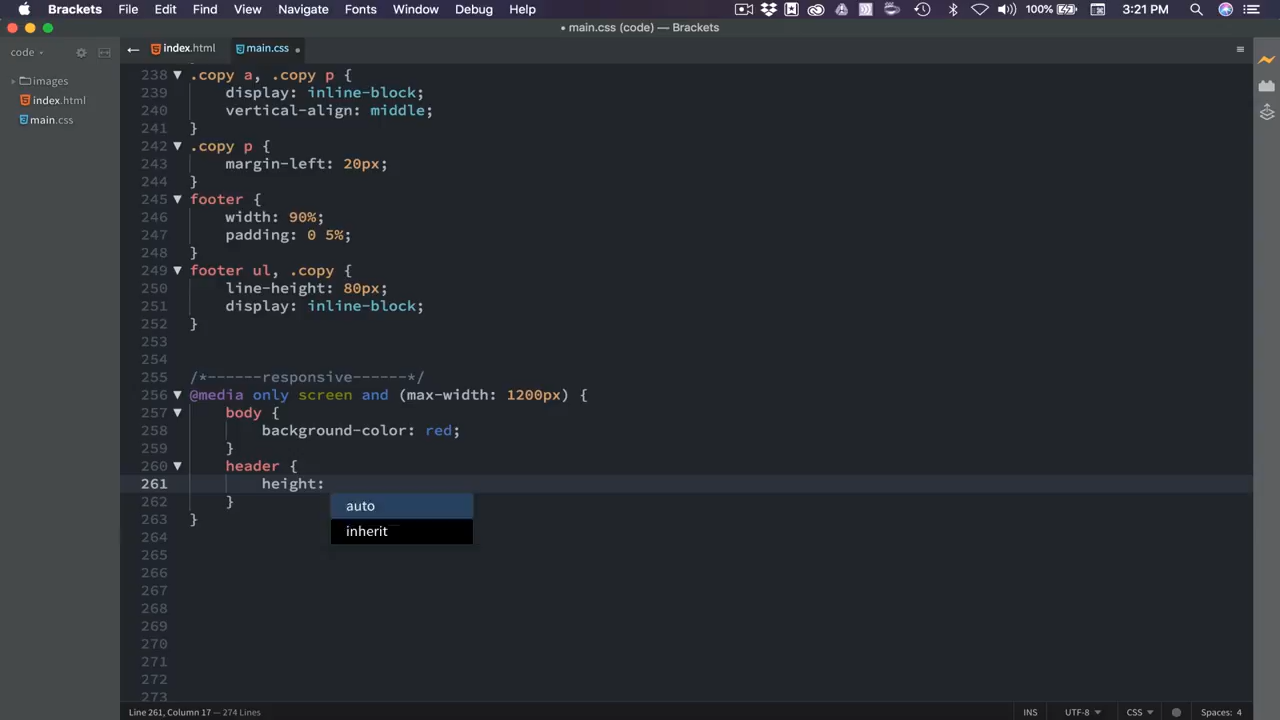 Brackets File Edit Find View Navigate Fonts Window Debug Help 100% 3:21 PM
• main.css (code) — Brackets
code index.html main.css •
images
index.html
main.css
238 .copy a, .copy p {
239 display: inline-block;
240 vertical-align: middle;
241 }
242 .copy p {
243 margin-left: 20px;
244 }
245 footer {
246 width: 90%;
247 padding: 0 5%;
248 }
249 footer ul, .copy {
250 line-height: 80px;
251 display: inline-block;
252 }
253
254
255 /*------responsive------*/
256 @media only screen and (max-width: 1200px) {
257 body {
258 background-color: red;
259 }
260 header {
261 height:
262 }
auto
263 }
inherit
264
265
266
267
268
269
270
271
272
273
Line 261, Column 17 — 274 Lines INS UTF-8 CSS Spaces: 4